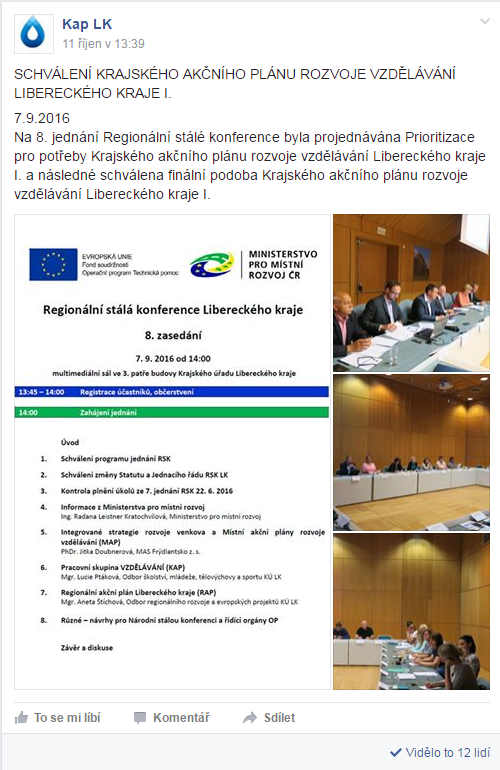 Kap LK
11 říjen v 13:39
SCHVÁLENÍ KRAJSKÉHO AKČNÍHO PLÁNU ROZVOJE VZDĚLÁVÁNÍ
LIBERECKÉHO KRAJE I.
7.9.2016
Na 8. jednání Regionální stálé konference byla projednávána Prioritizace
pro potřeby Krajského akčního plánu rozvoje vzdělávání Libereckého kraje
I. a následné schválena finální podoba Krajského akčního plánu rozvoje
vzdělávání Libereckého kraje I.
EVROPSKÁ UNIE
Fond soudržnosti
Operační program Technická pomoc
MINISTERSTVO
PRO MÍSTNÍ
ROZVOJ ČR
Regionální stálá konference Libereckého kraje
8. zasedání
7. 9. 2016 od 14:00
multimediální sál ve 3. patře budovy Krajského úřadu Libereckého kraje
13:45 – 14:00 Registrace účastníků, občerstvení
14:00 Zahájení jednání
Úvod
1. Schválení programu jednání RSK
2. Schválení změny Statutu a Jednacího řádu RSK LK
3. Kontrola plnění úkolů ze 7. jednání RSK 22. 6. 2016
4. Informace z Ministerstva pro místní rozvoj
Ing. Radana Leistner Kratochvílová, Ministerstvo pro místní rozvoj
5. Integrované strategie rozvoje venkova a Místní akční plány rozvoje
vzdělávání (MAP)
PhDr. Jitka Doubnerová, MAS Frýdlantsko z. s.
6. Pracovní skupina VZDĚLÁVÁNÍ (KAP)
Mgr. Lucie Ptáková, Odbor školství, mládeže, tělovýchovy a sportu KÚ LK
7. Regionální akční plán Libereckého kraje (RAP)
Mgr. Aneta Štíchová, Odbor regionálního rozvoje a evropských projektů KÚ LK
8. Různé – návrhy pro Národní stálou konferenci a řídící orgány OP
Závěr a diskuse
To se mi líbí
Komentář
Sdílet
Vidělo to 12 lidí